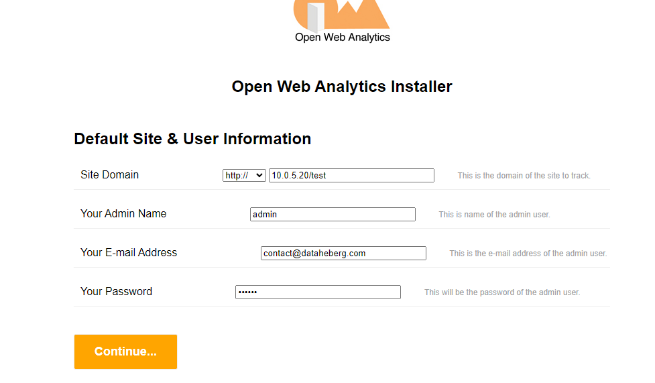 Open Web Analytics
Open Web Analytics Installer
Default Site & User Information
Site Domain http:// 10.0.5.20/test This is the domain of the site to track.
Your Admin Name admin This is name of the admin user.
Your E-mail Address contact@dataheberg.com This is the e-mail address of the admin user.
Your Password •••••• This will be the password of the admin user.
Continue...